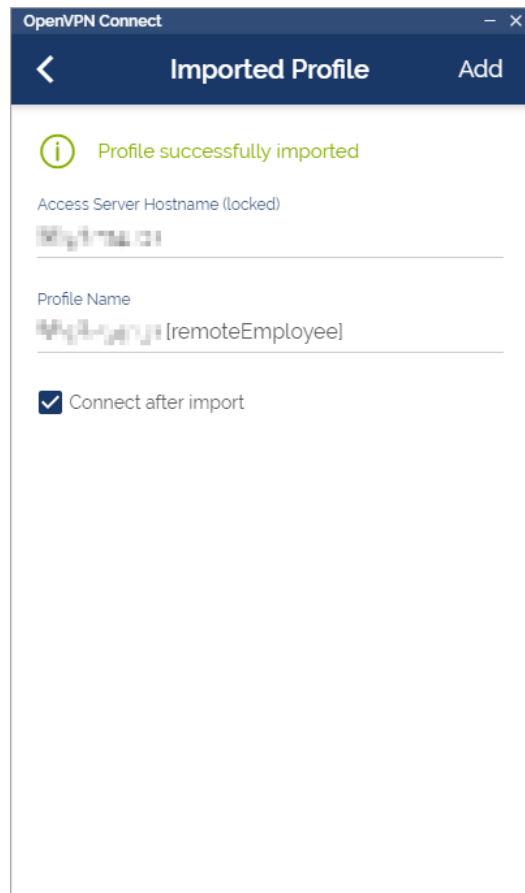 OpenVPN Connect
Imported Profile
Add
Profile successfully imported
Access Server Hostname (locked)
Profile Name
[remoteEmployee]
Connect after import